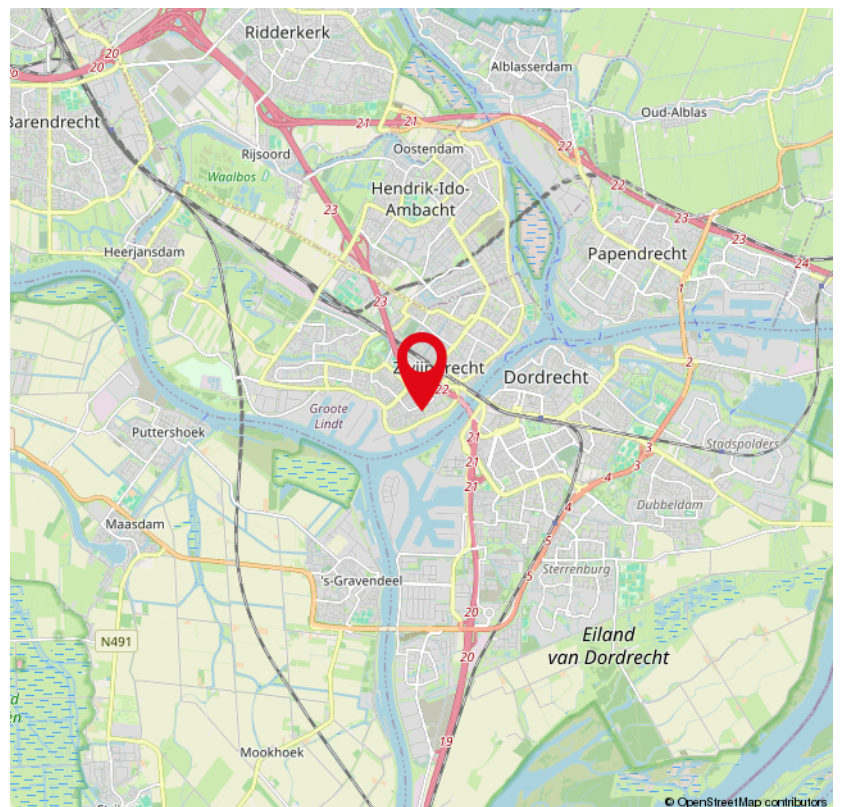 Ridderkerk
20
20
Alblasserdam
Oud-Alblas
Barendrecht
21
21
22
Rijsoord
Oostendam
Waalbos
Hendrik-Ido-
Ambacht
22
23
23
Papendrecht
23
24
Heerjansdam
1
23
2
Dordrecht
22
Groote
Lindt
Puttershoek
21
3
Stadspolders
21
3
4
21
Dubbeldam
4
Maasdam
5
Sterrenburg
's-Gravendeel
5
20
N491
Eiland
van Dordrecht
20
19
Mookhoek
© OpenStreetMap contributors